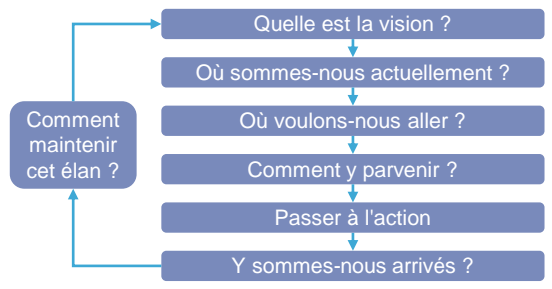 Quelle est la vision ?
Où sommes-nous actuellement ?
Où voulons-nous aller ?
Comment y parvenir ?
Passer à l'action
Y sommes-nous arrivés ?
Comment
maintenir
cet élan ?